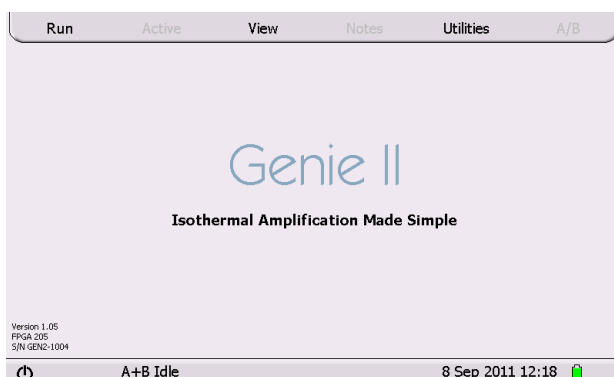 Run Active View Notes Utilities A/B
Genie II
Isothermal Amplification Made Simple
Version 1.05
FPGA 205
S/N GEN2-1004
A+B Idle 8 Sep 2011 12:18